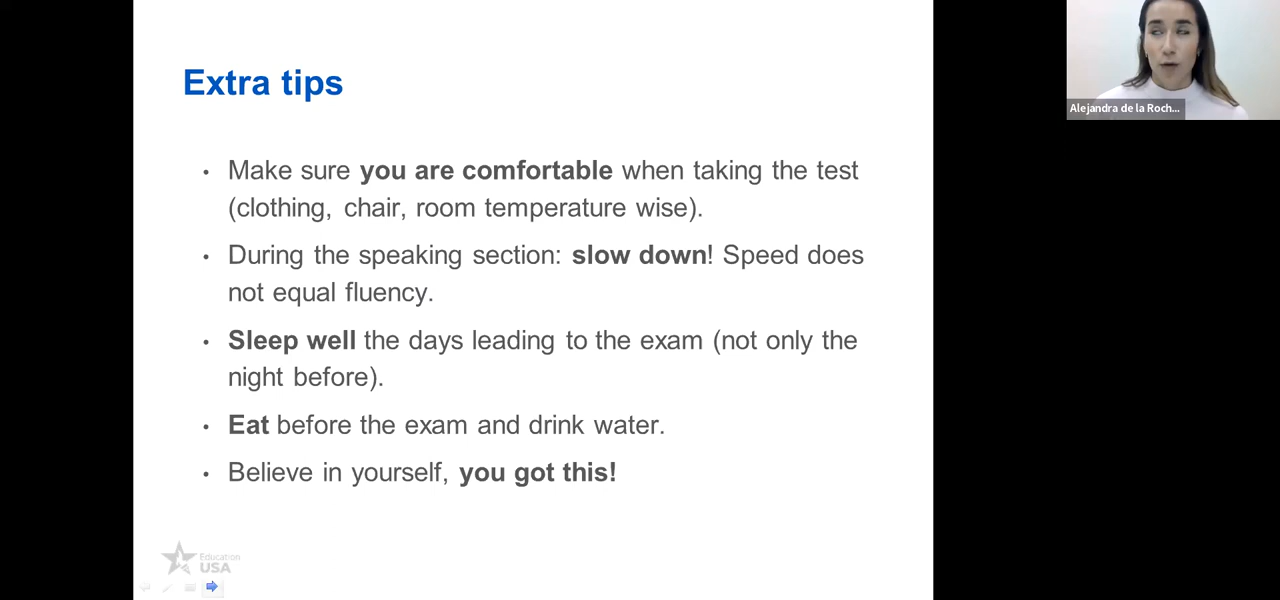 Extra tips
• Make sure you are comfortable when taking the test
(clothing, chair, room temperature wise).
• During the speaking section: slow down! Speed does
not equal fluency.
• Sleep well the days leading to the exam (not only the
night before).
• Eat before the exam and drink water.
• Believe in yourself, you got this!
Education
USA
Alejandra de la Roch...